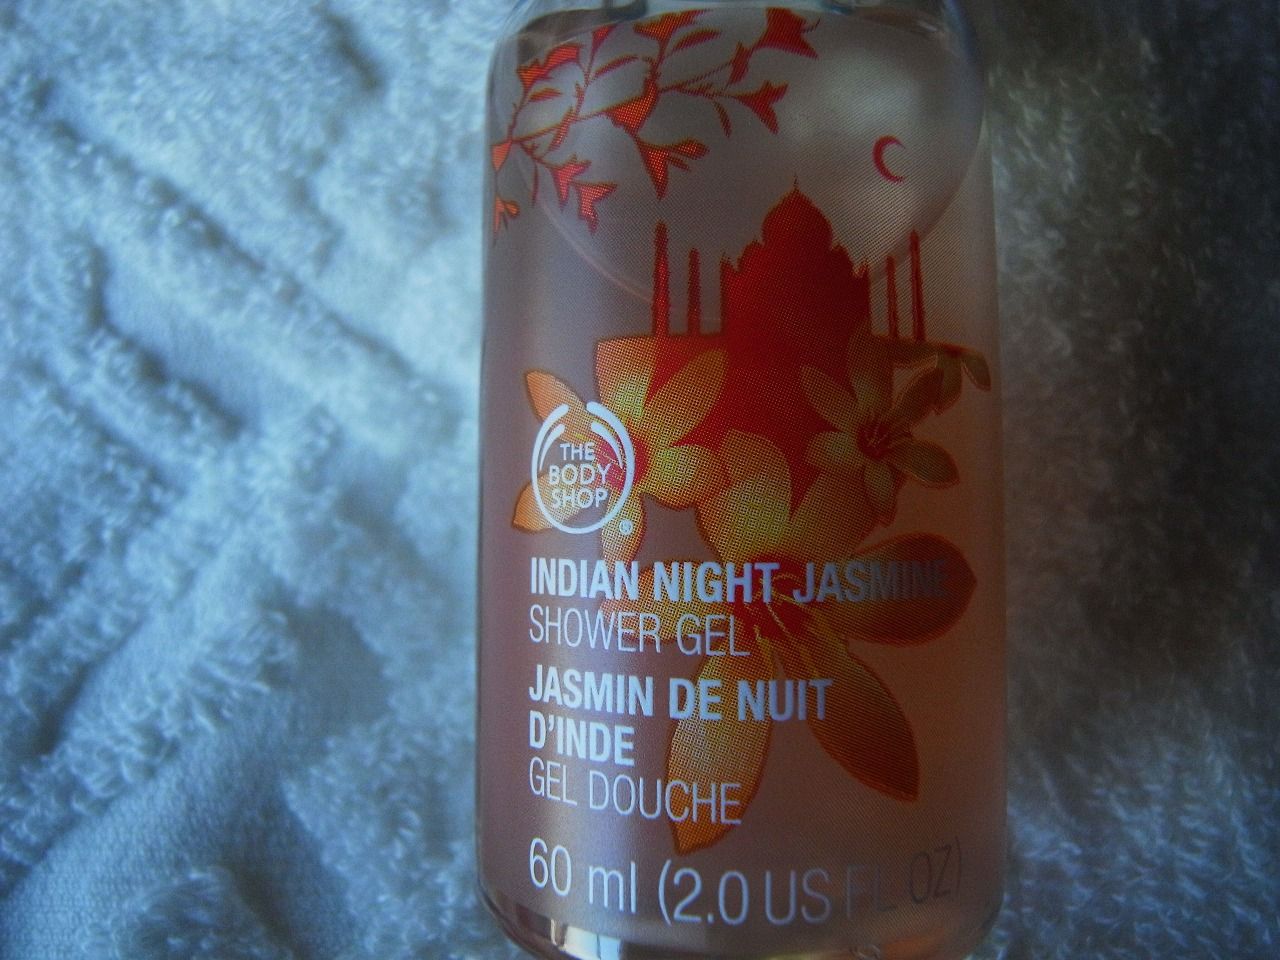 THE
BODY
SHOP
®
INDIAN NIGHT JASMINE
SHOWER GEL
JASMIN DE NUIT
D'INDE
GEL DOUCHE
60 ml (2.0 US FL OZ)